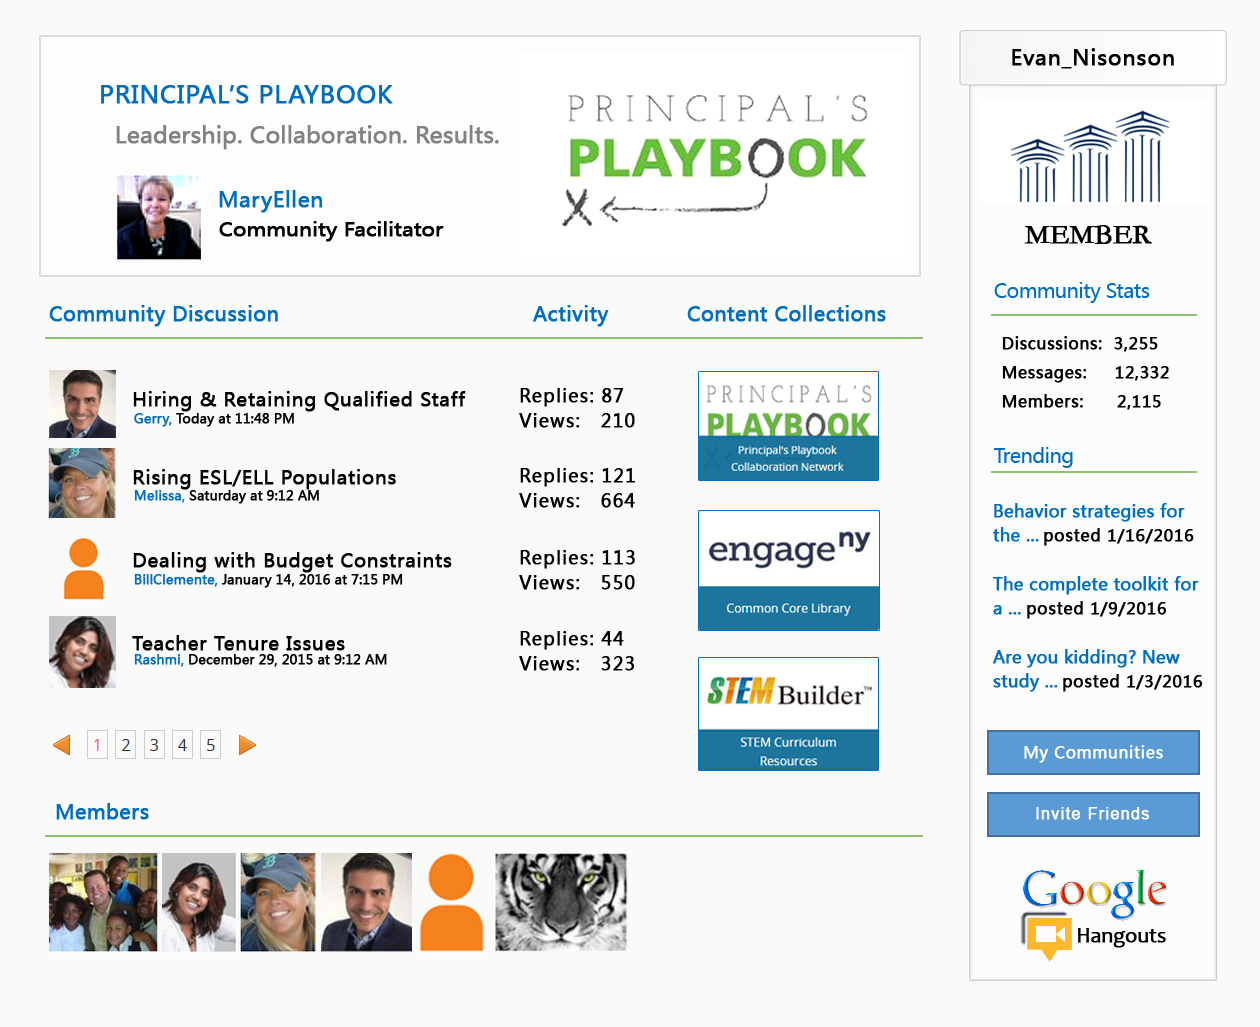 PRINCIPAL’S PLAYBOOK
Leadership. Collaboration. Results.
MaryEllen
Community Facilitator
PRINCIPAL'S
PLAYBOOK
Community Discussion
Activity
Content Collections
Hiring & Retaining Qualified Staff
Gerry, Today at 11:48 PM
Replies: 87
Views: 210
Rising ESL/ELL Populations
Melissa, Saturday at 9:12 AM
Replies: 121
Views: 664
Dealing with Budget Constraints
BillClemente, January 14, 2016 at 7:15 PM
Replies: 113
Views: 550
Teacher Tenure Issues
Rashmi, December 29, 2015 at 9:12 AM
Replies: 44
Views: 323
PRINCIPAL'S
PLAYBOOK
Principal's Playbook
Collaboration Network
engageny
Common Core Library
STEM Builder™
STEM Curriculum
Resources
1 2 3 4 5
Members
Evan_Nisonson
MEMBER
Community Stats
Discussions: 3,255
Messages: 12,332
Members: 2,115
Trending
Behavior strategies for
the ... posted 1/16/2016
The complete toolkit for
a ... posted 1/9/2016
Are you kidding? New
study ... posted 1/3/2016
My Communities
Invite Friends
Google
Hangouts